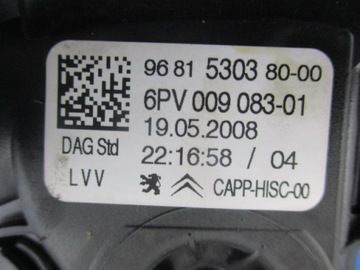 96 81 5303 80-00
6PV 009 083-01
19.05.2008
DAG Std
22:16:58 / 04
LVV
CAPP-HISC-00